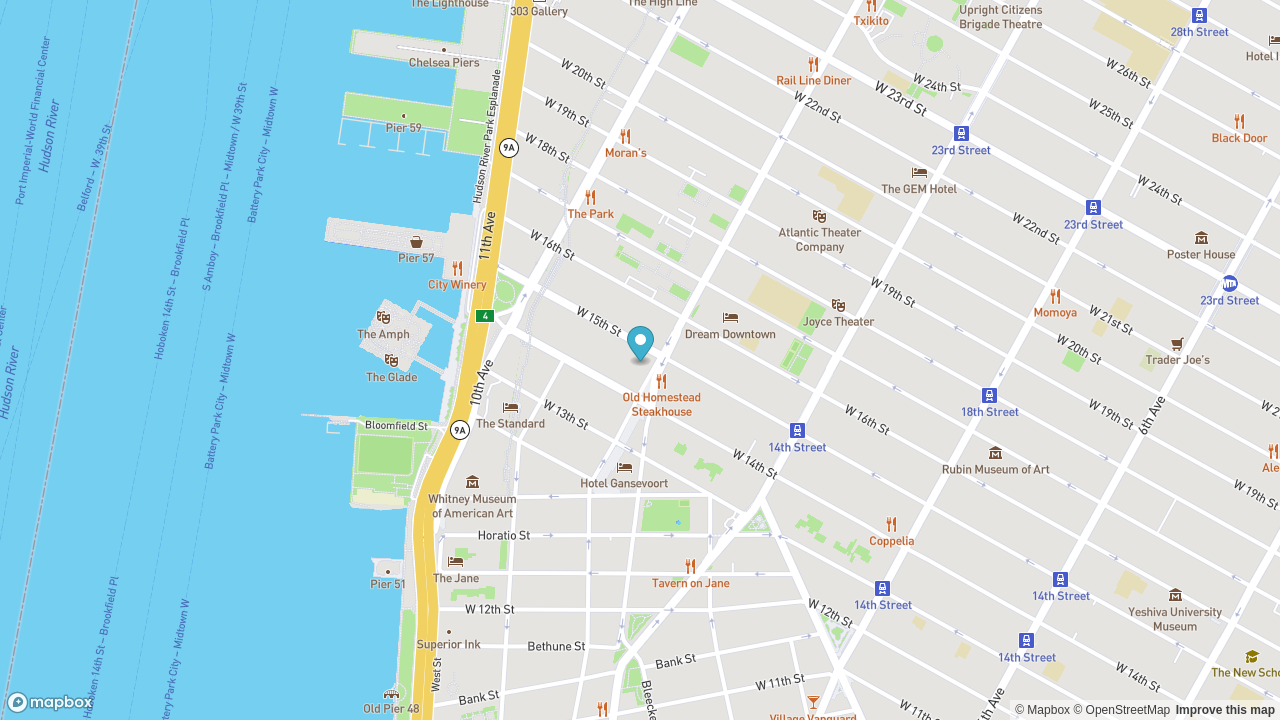 The Lighthouse
303 Gallery
The High Line
Txikito
Upright Citizens
Brigade Theatre
28th Street
Hotel I
Chelsea Piers
Port Imperial-World Financial Center
Hudson River
Belford – W. 39th St
S Amboy – Brookfield Pl – Midtown / W 39th St
Battery Park City – Midtown W
Hudson River Park Esplanade
W 20th St
Rail Line Diner
W 24th St
W 26th St
W 23rd St
W 22nd St
W 25th St
W 19th St
Pier 59
W 18th St
9A
Moran's
23rd Street
Black Door
The GEM Hotel
W 24th St
The Park
Atlantic Theater
Company
23rd Street
W 22nd St
11th Ave
W 16th St
Poster House
Pier 57
City Winery
Hoboken 14th St – Brookfield Pl
W 19th St
23rd Street
4
W 15th St
Dream Downtown
Joyce Theater
Momoya
W 21st St
The Amph
W 20th St
Trader Joe's
Center
Hudson River
Battery Park City – Midtown W
The Glade
10th Ave
Old Homestead
Steakhouse
18th Street
W 19th St
6th Ave
W 2
W 13th St
The Standard
W 16th St
Bloomfield St
9A
14th Street
W 14th St
Rubin Museum of Art
Ale
Hotel Gansevoort
Whitney Museum
of American Art
W 19th St
Horatio St
Coppelia
Pier 51
The Jane
Tavern on Jane
14th Street
14th Street
Hoboken 14th St – Brookfield Pl
Battery Park City – Midtown W
W 12th St
W 12th St
Yeshiva University
Museum
Superior Ink
Bethune St
West St
Bank St
14th Street
W 14th St
The New Scho
W 11th St
Bank St
Bleecke
W 11th
Old Pier 48
Village Vanguard
mapbox
© Mapbox © OpenStreetMap Improve this map